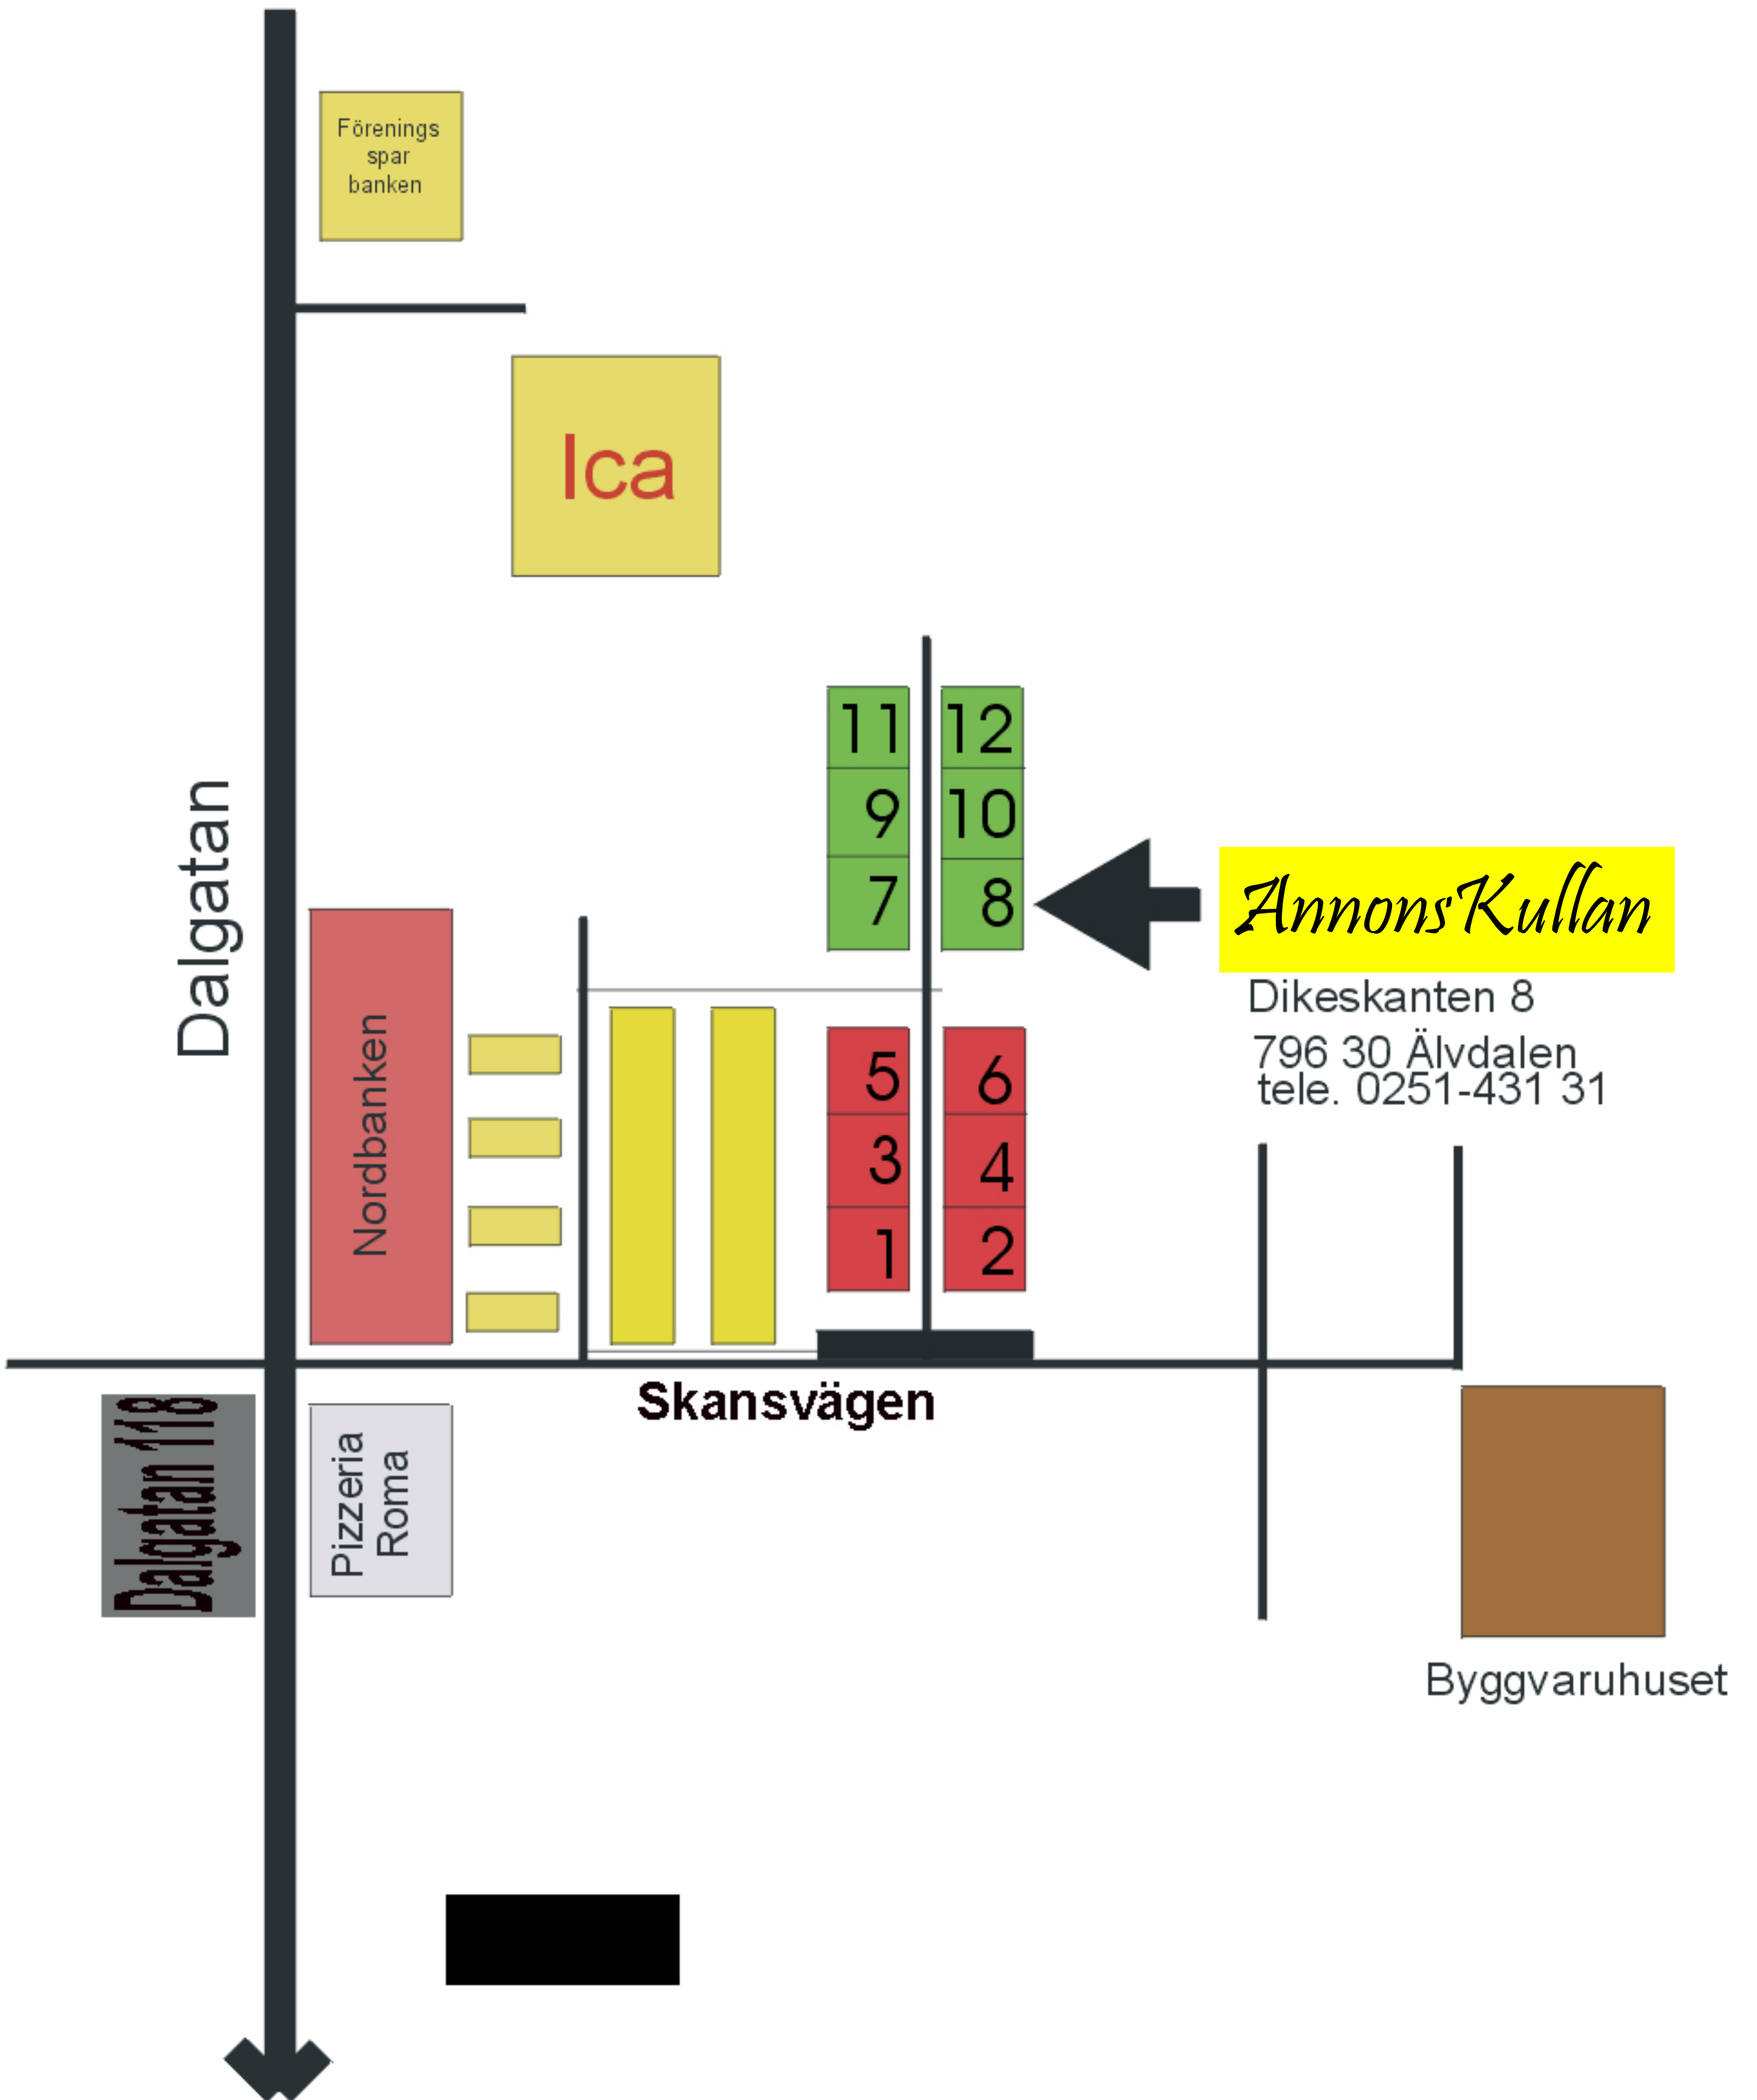 Förenings
spar
banken
Ica
Dalgatan
11
12
9
10
7
8
AnnonsKullan
Dikeskanten 8
796 30 Älvdalen
tele. 0251-431 31
Nordbanken
5
6
3
4
1
2
Skansvägen
Dalgatan 118
Pizzeria
Roma
Byggvaruhuset